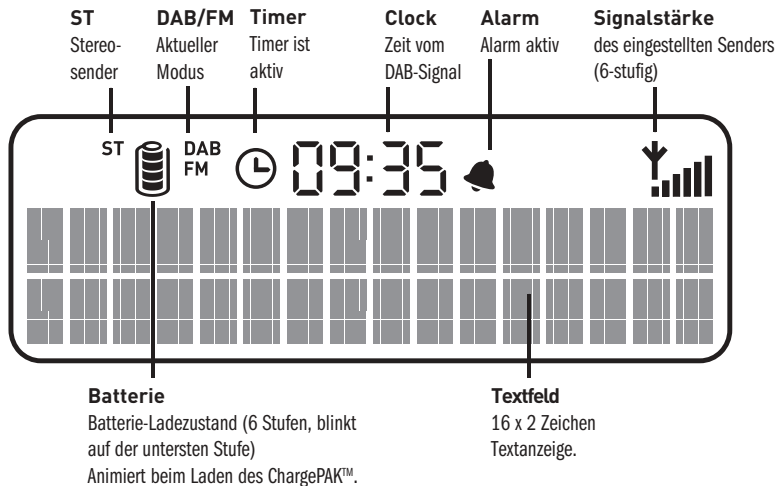 ST
Stereo-
sender
DAB/FM
Aktueller
Modus
Timer
Timer ist
aktiv
Clock
Zeit vom
DAB-Signal
Alarm
Alarm aktiv
Signalstärke
des eingestellten Senders
(6-stufig)
ST
DAB
FM
09:35
Batterie
Batterie-Ladezustand (6 Stufen, blinkt
auf der untersten Stufe)
Animiert beim Laden des ChargePAK™.
Textfeld
16 x 2 Zeichen
Textanzeige.